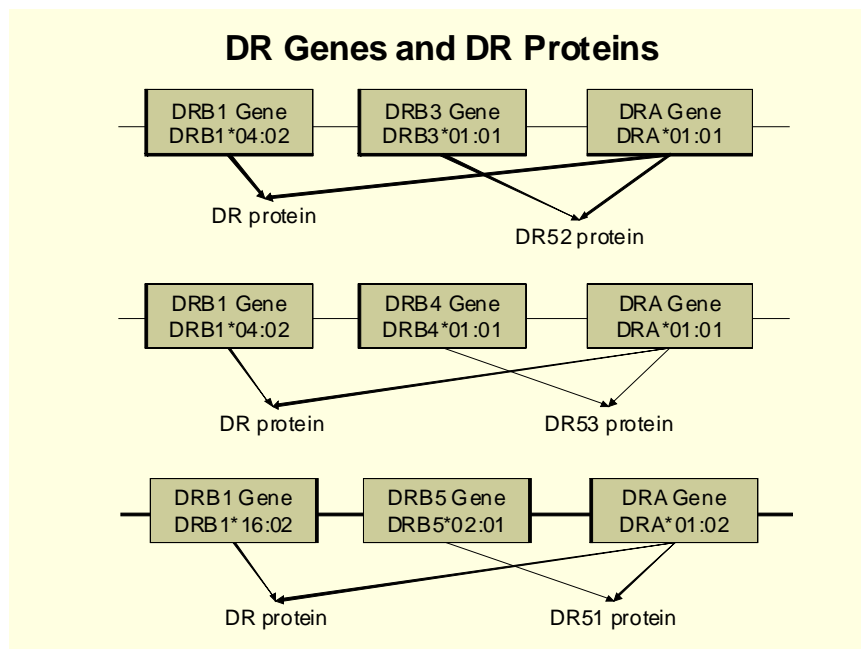 DR Genes and DR Proteins
DRB1 Gene
DRB1*04:02
DRB3 Gene
DRB3*01:01
DRA Gene
DRA*01:01
DR protein
DR52 protein
DRB1 Gene
DRB1*04:02
DRB4 Gene
DRB4*01:01
DRA Gene
DRA*01:01
DR protein
DR53 protein
DRB1 Gene
DRB1*16:02
DRB5 Gene
DRB5*02:01
DRA Gene
DRA*01:02
DR protein
DR51 protein